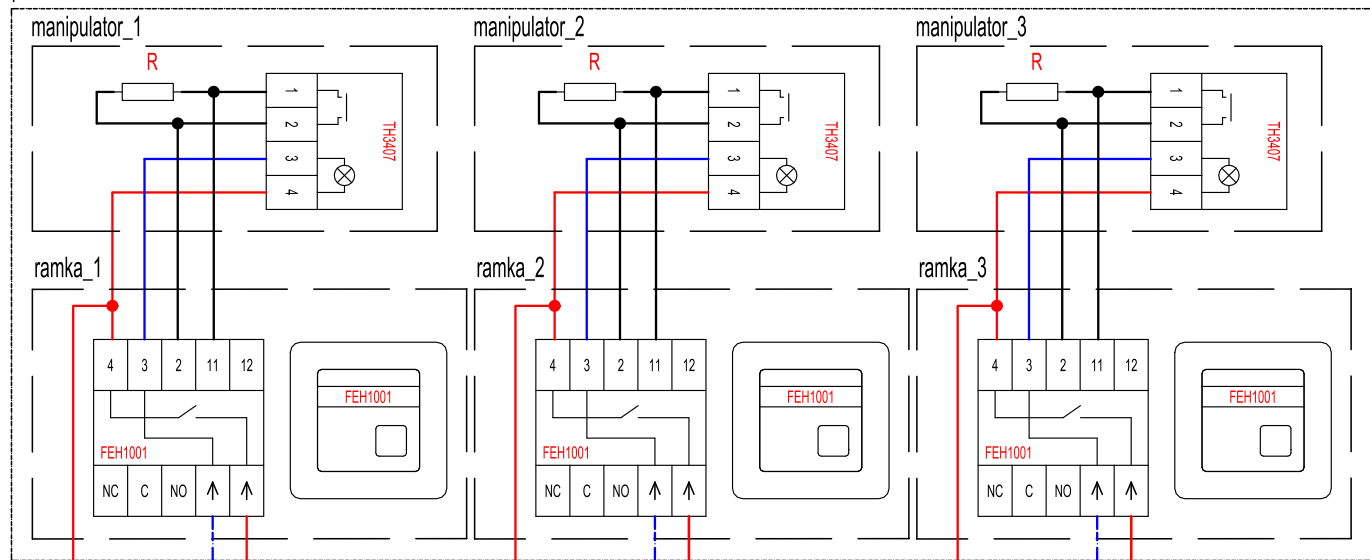 manipulator_1
manipulator_2
manipulator_3
R
R
R
1
2
3
4
TH3407
1
2
3
4
TH3407
1
2
3
4
TH3407
ramka_1
ramka_2
ramka_3
4 3 2 11 12
4 3 2 11 12
4 3 2 11 12
FEH1001
FEH1001
FEH1001
FEH1001
FEH1001
FEH1001
NC C NO ↑ ↑
NC C NO ↑ ↑
NC C NO ↑ ↑